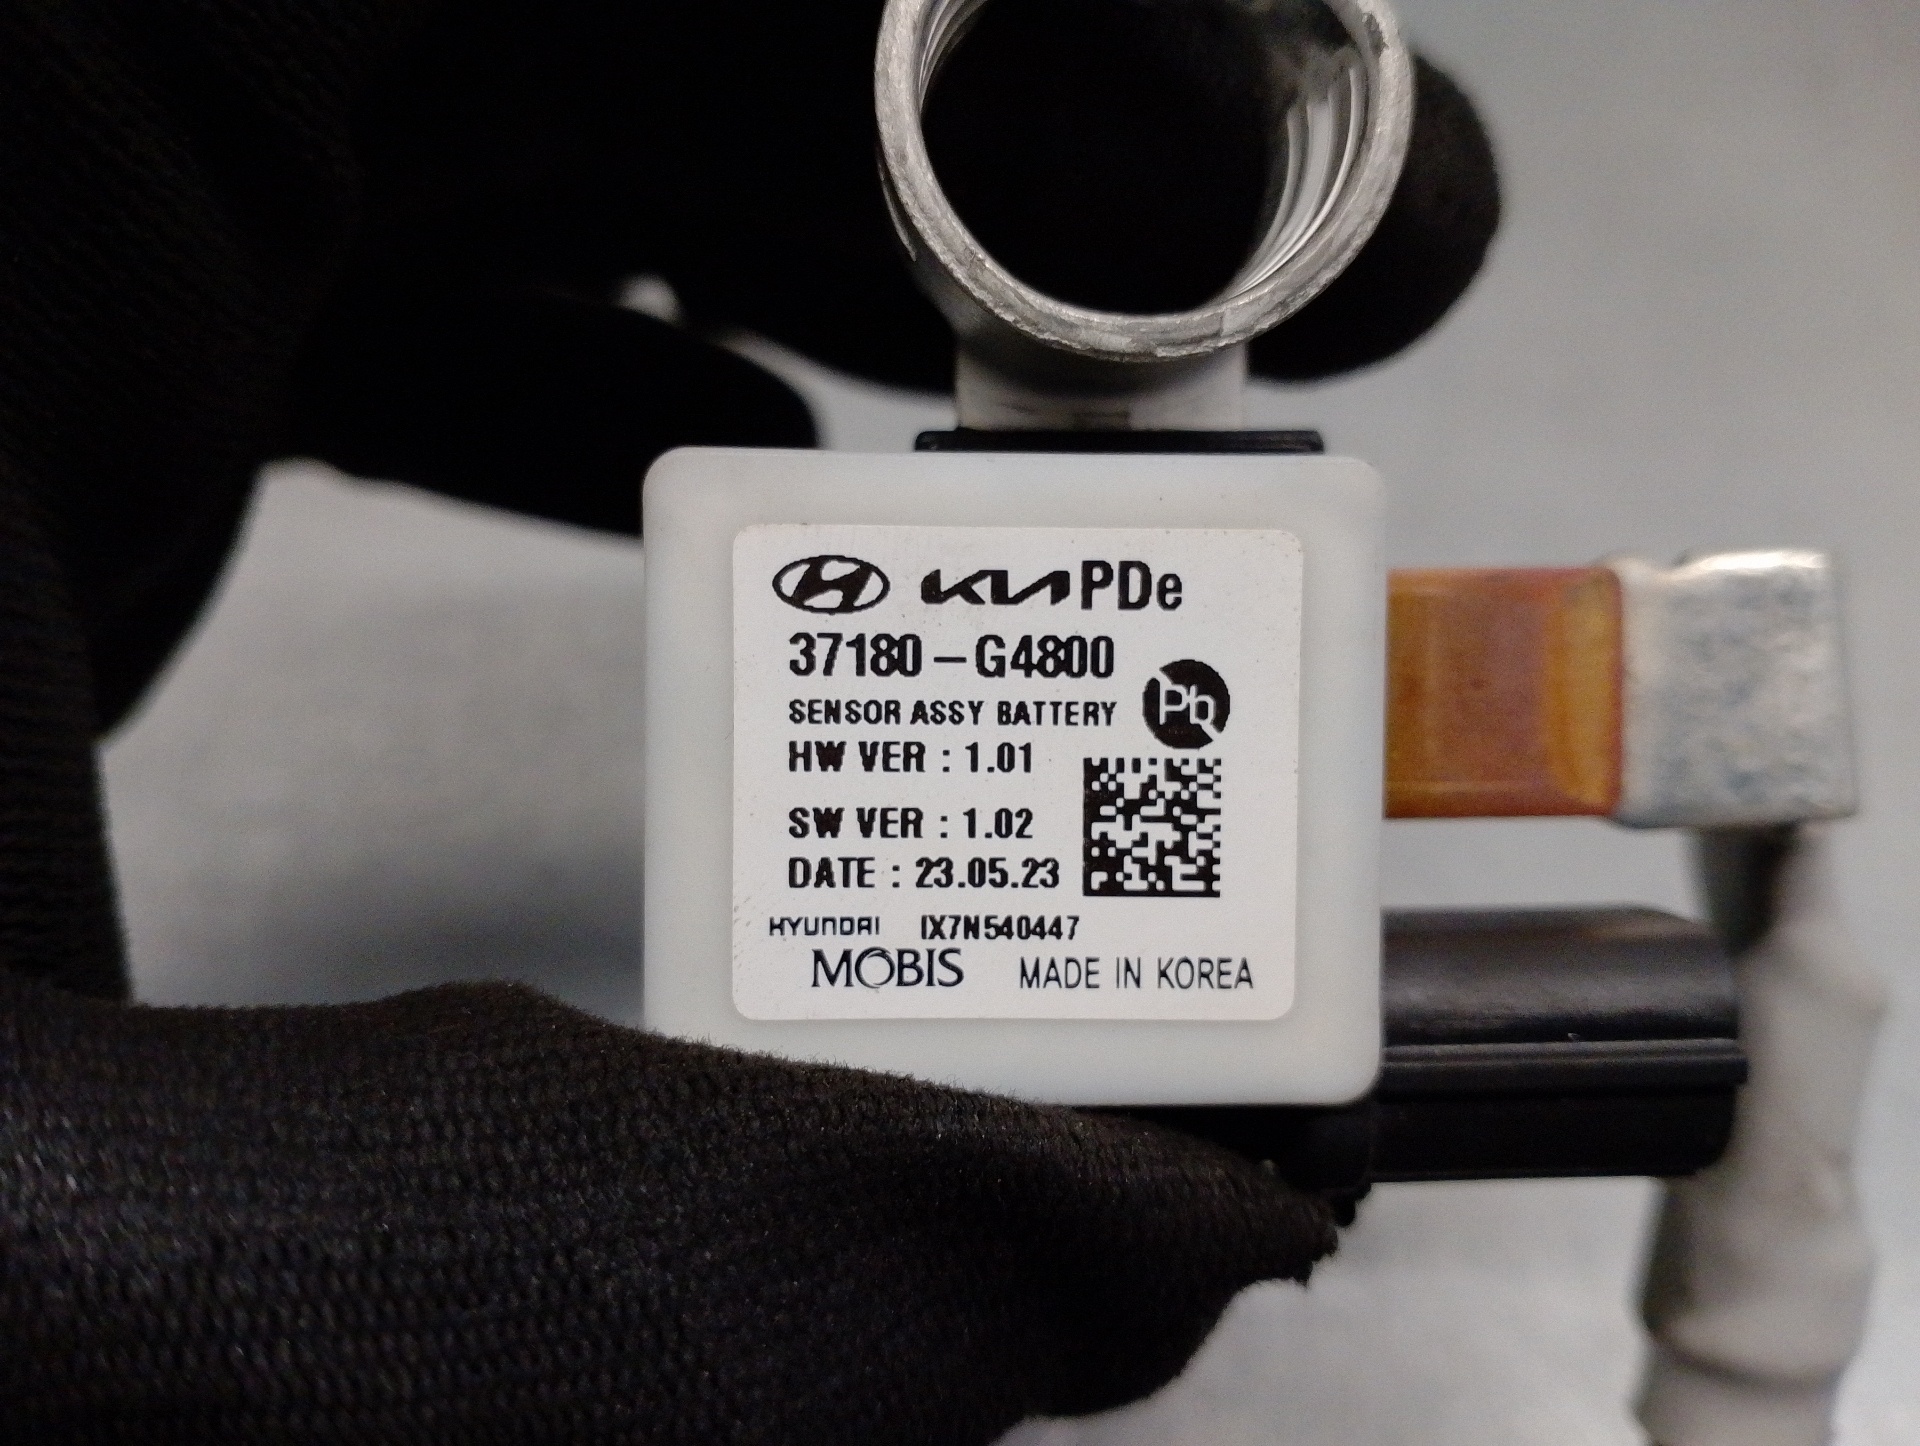 KIA PDe
37180-G4800
Pb
SENSOR ASSY BATTERY
HW VER : 1.01
SW VER : 1.02
DATE : 23.05.23
HYUNDAI IX7N540447
MOBIS MADE IN KOREA